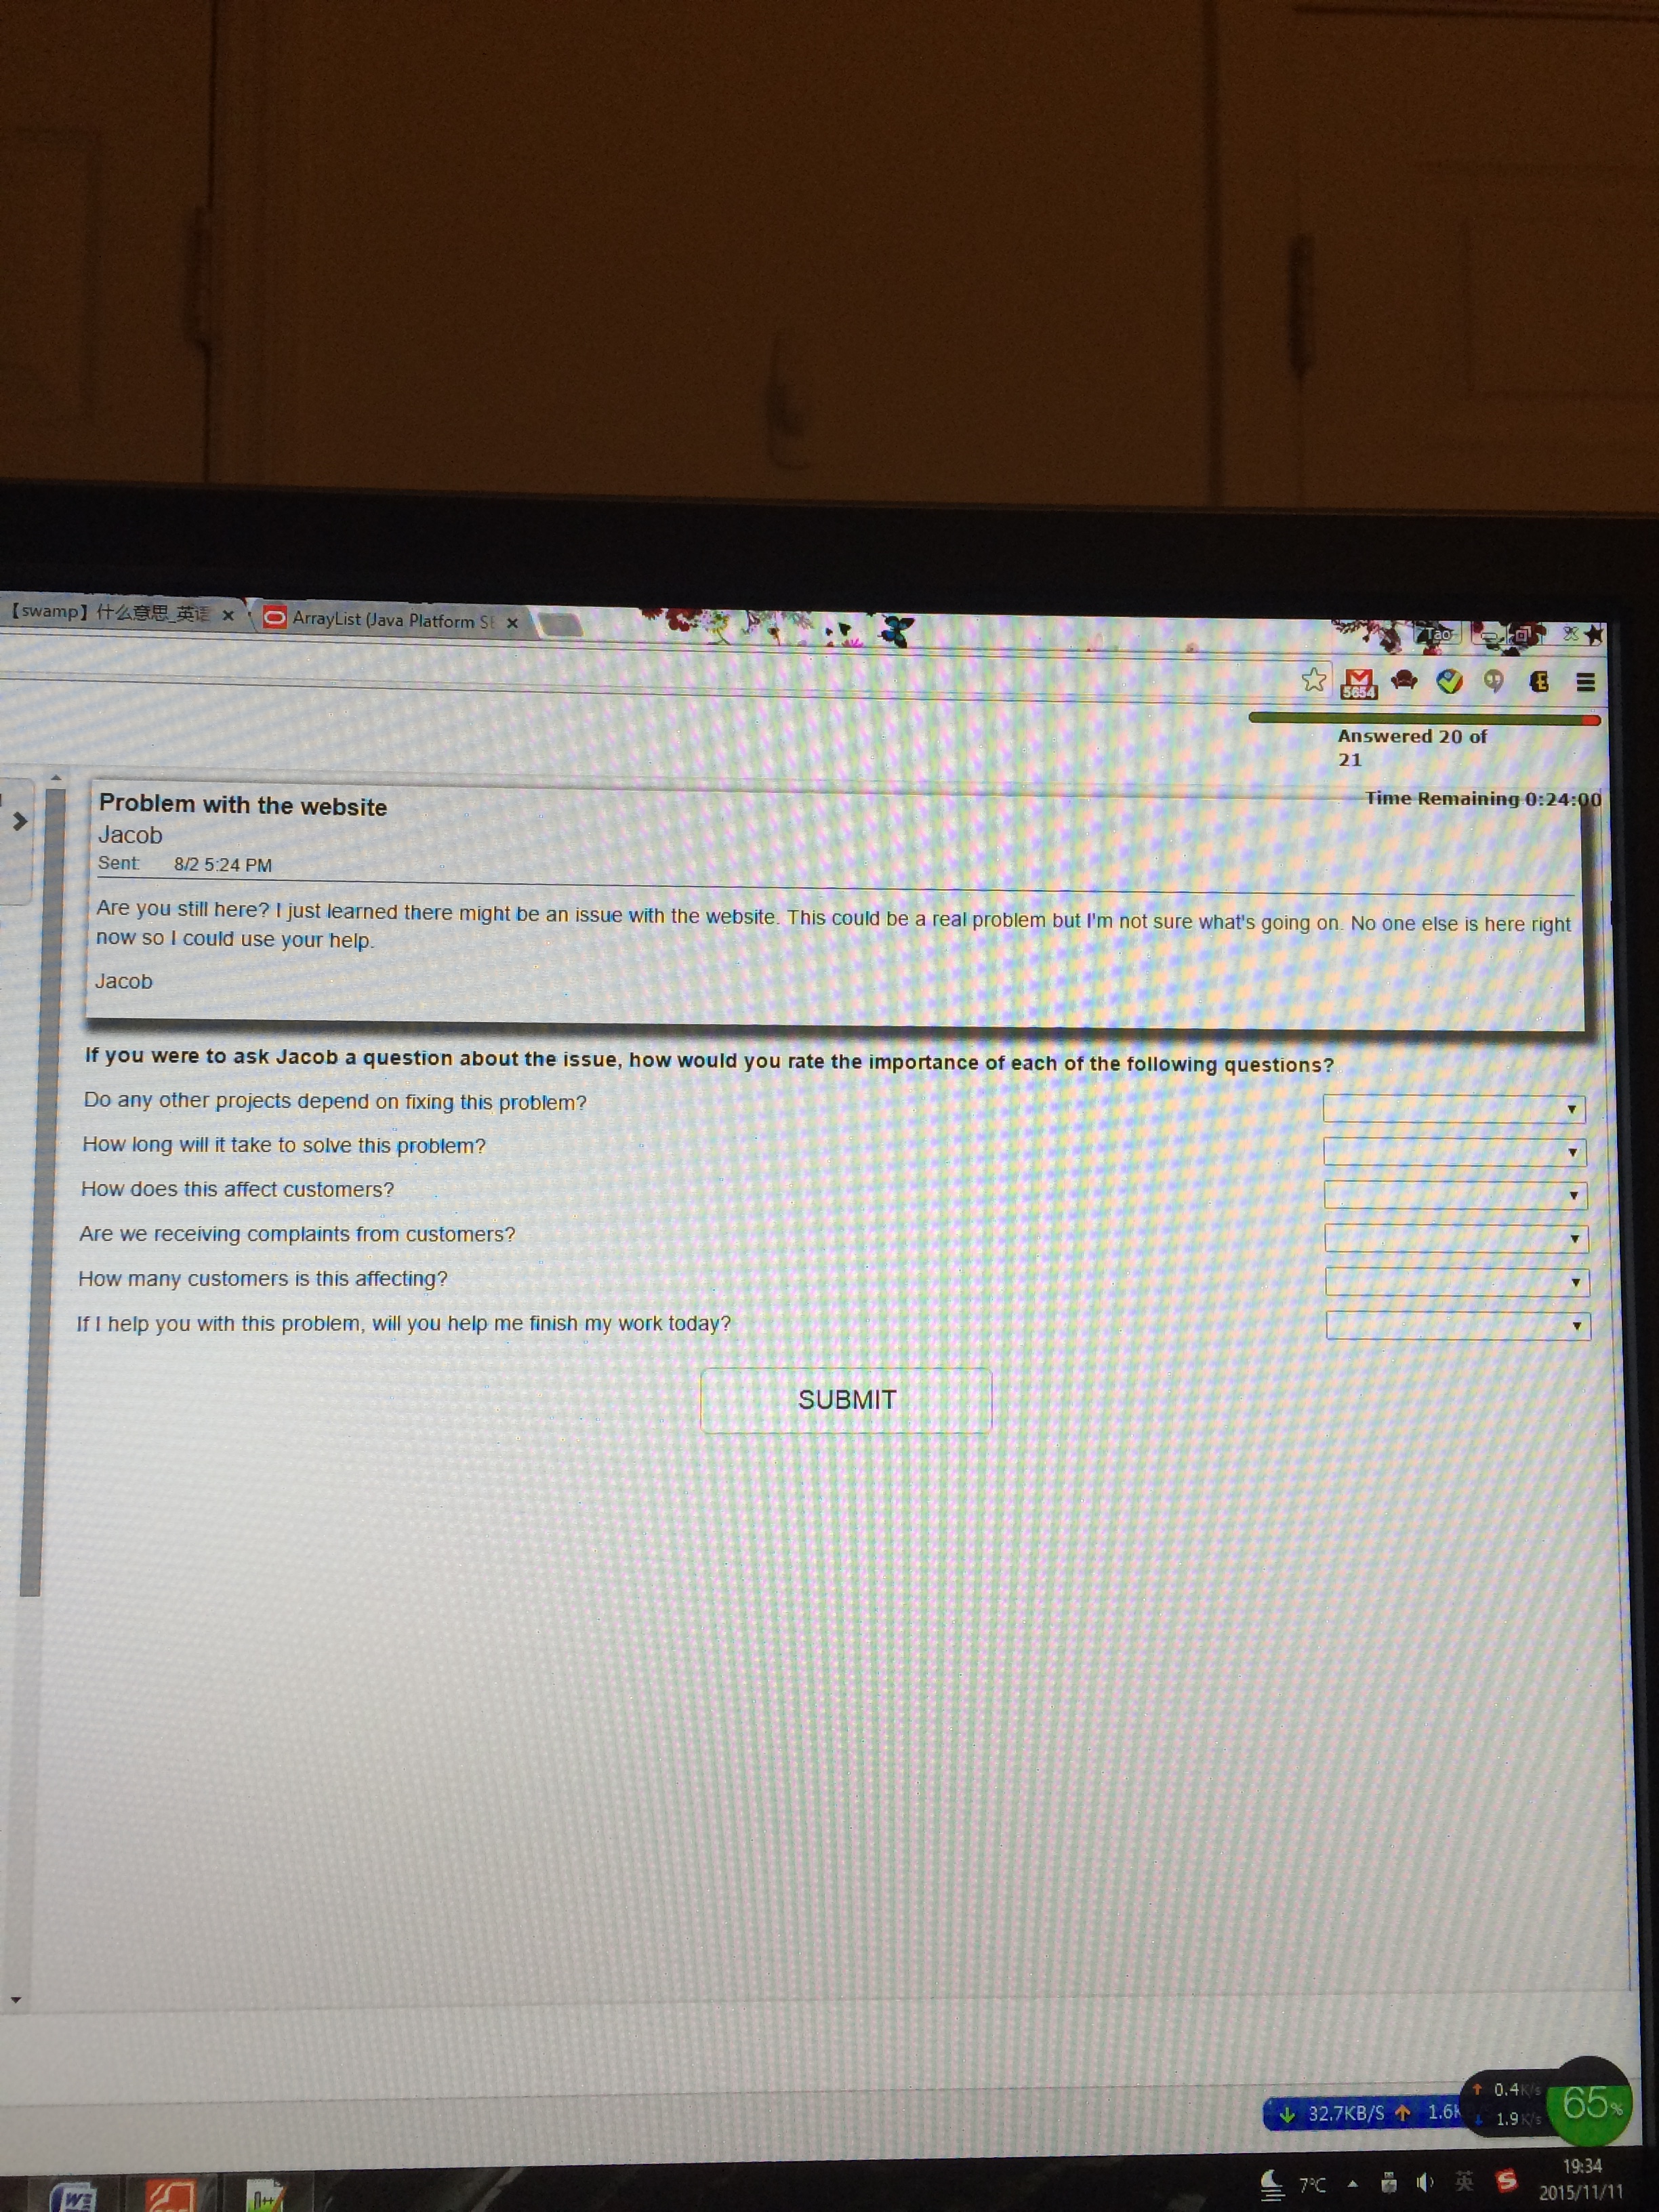 【swamp】什么意思_英语
ArrayList (Java Platform SE
Tao
5654
Answered 20 of
21
Time Remaining 0:24:00
Problem with the website
Jacob
Sent 8/2 5:24 PM
Are you still here? I just learned there might be an issue with the website. This could be a real problem but I'm not sure what's going on. No one else is here right
now so I could use your help.
Jacob
If you were to ask Jacob a question about the issue, how would you rate the importance of each of the following questions?
Do any other projects depend on fixing this problem?
How long will it take to solve this problem?
How does this affect customers?
Are we receiving complaints from customers?
How many customers is this affecting?
If I help you with this problem, will you help me finish my work today?
SUBMIT
0.4K/s
32.7KB/S 1.6K
1.9K/s
65%
7°C 英
19:34
2015/11/11